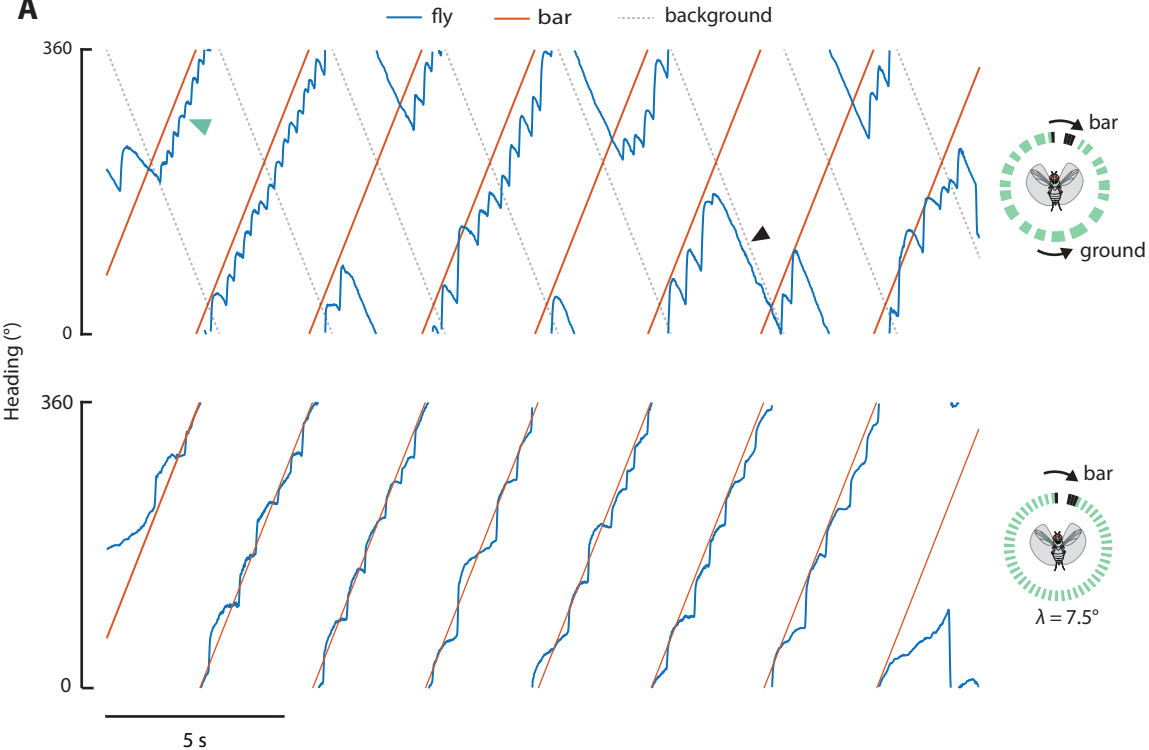 A
fly bar background
360
0
bar
ground
Heading (°)
360
0
bar
λ = 7.5°
5 s